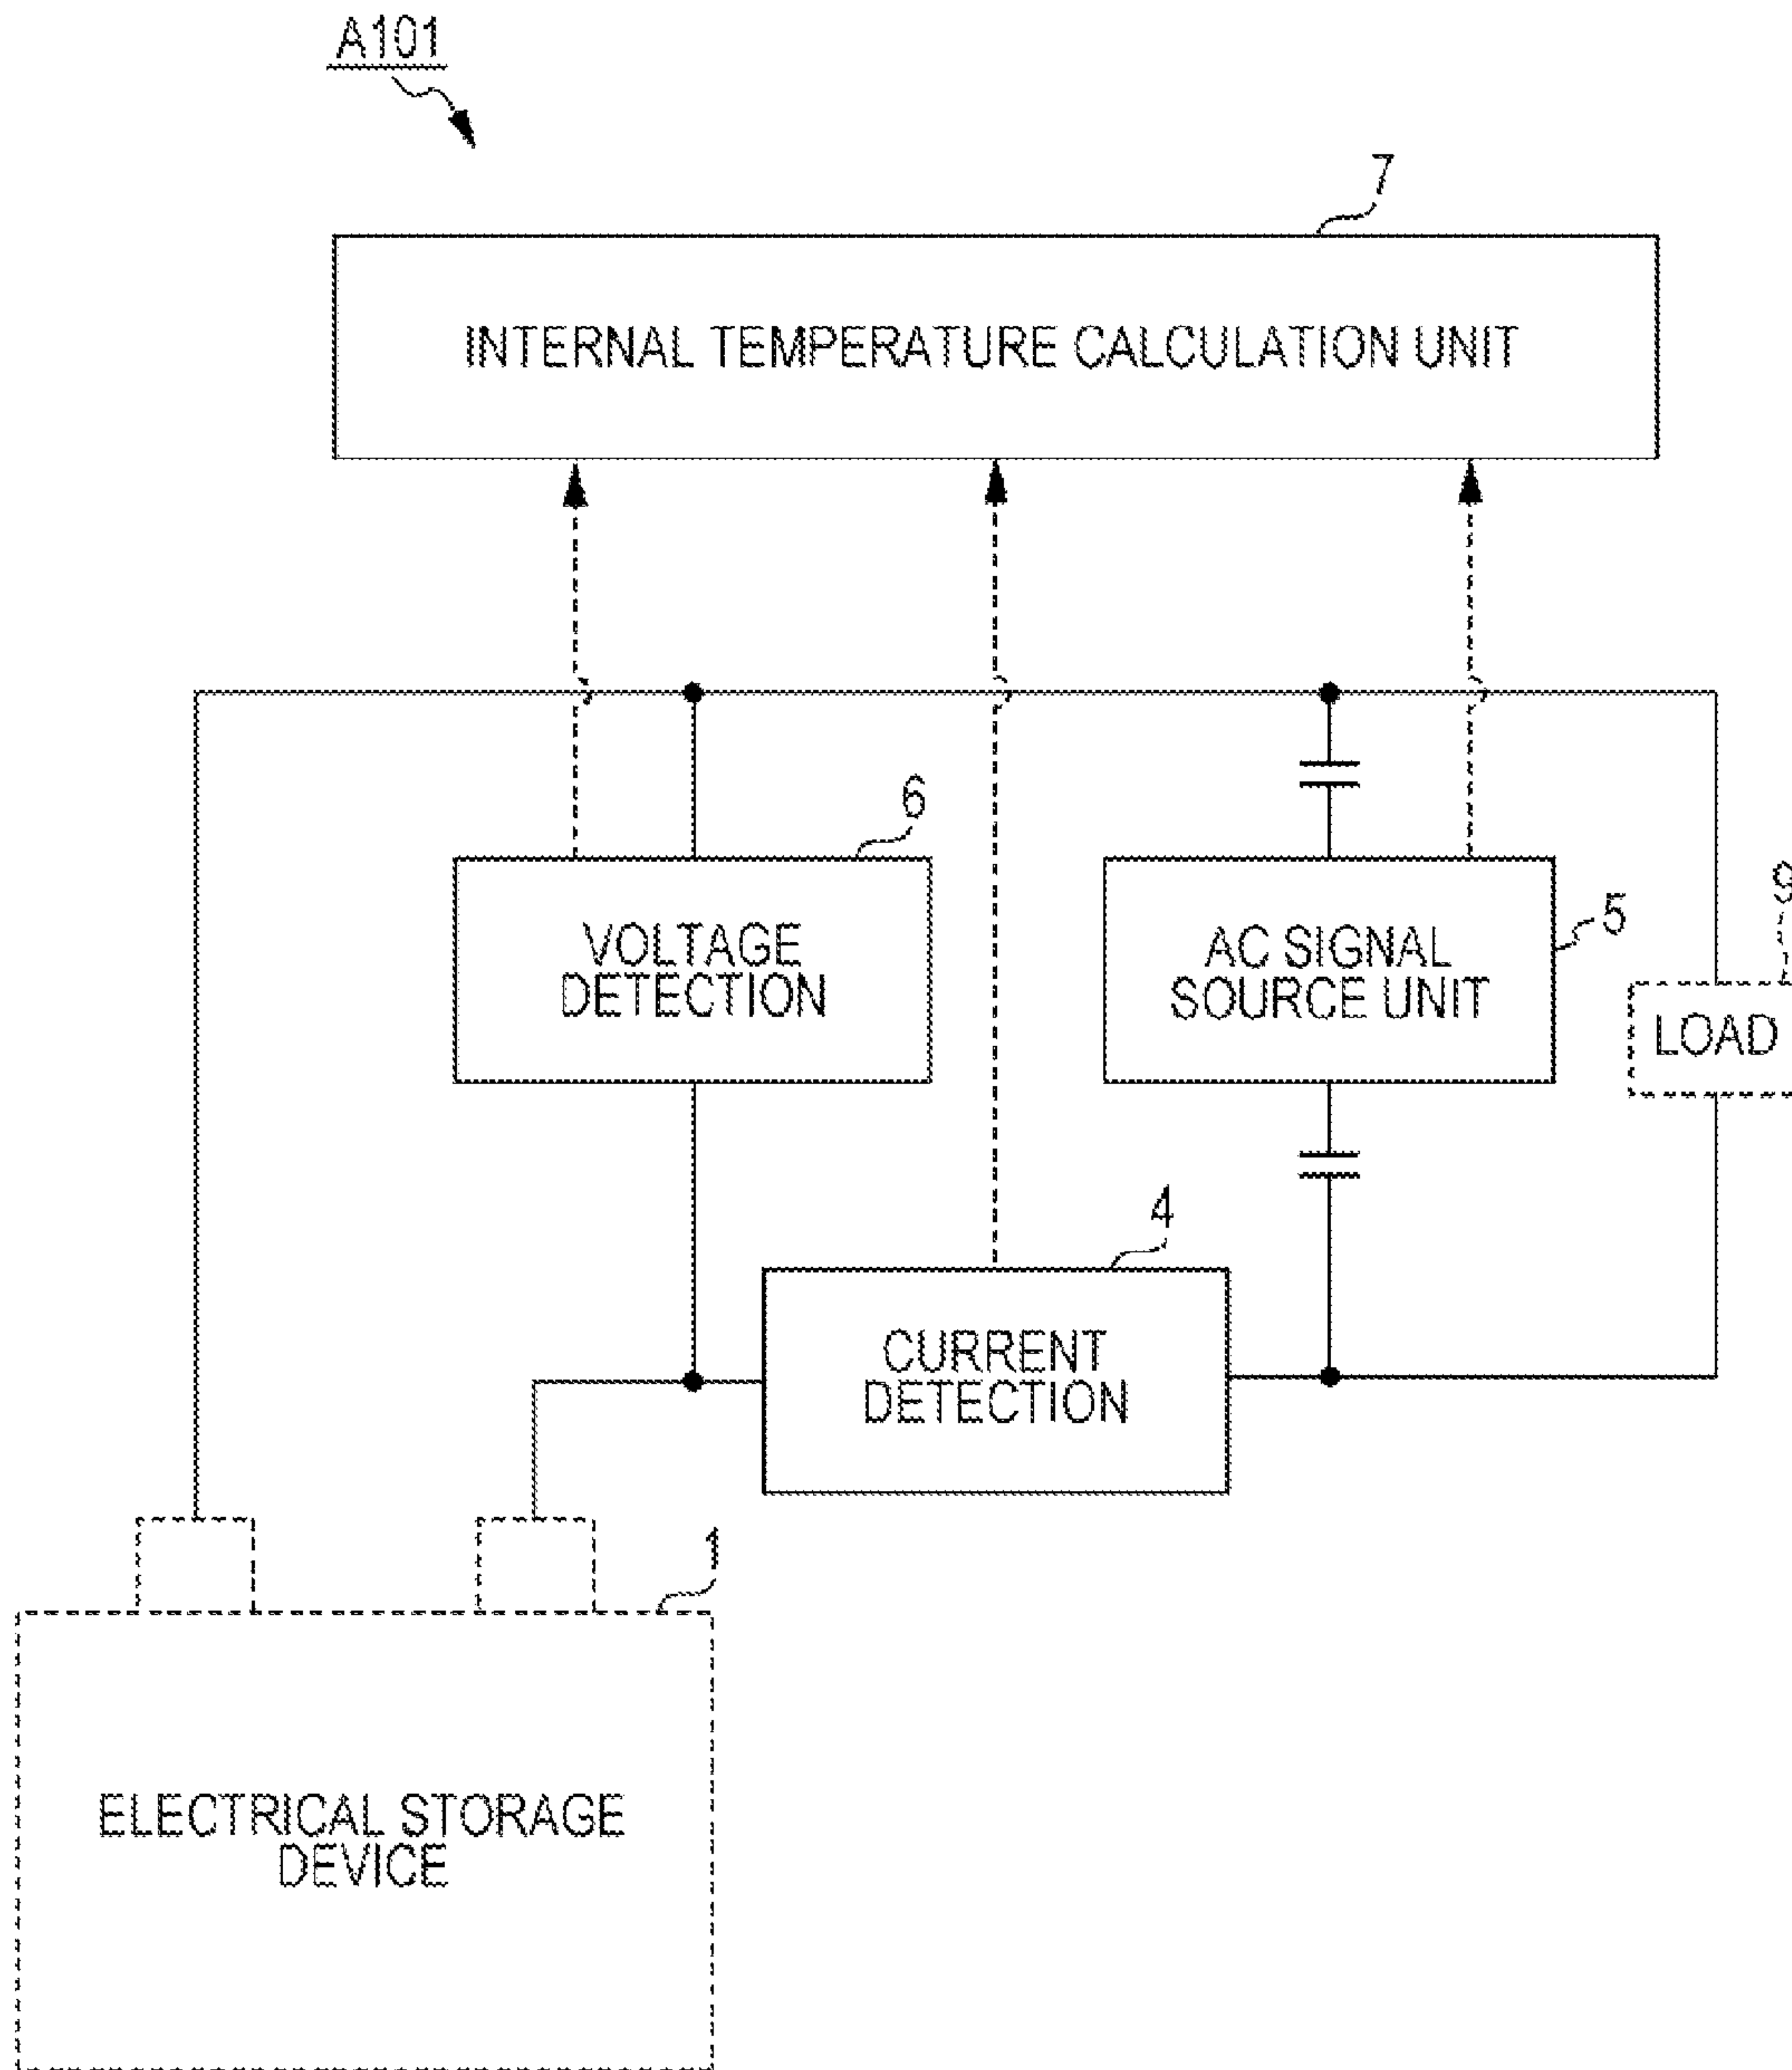 A101
7
INTERNAL TEMPERATURE CALCULATION UNIT
6
VOLTAGE
DETECTION
AC SIGNAL
SOURCE UNIT
5
9
LOAD
4
CURRENT
DETECTION
1
ELECTRICAL STORAGE
DEVICE